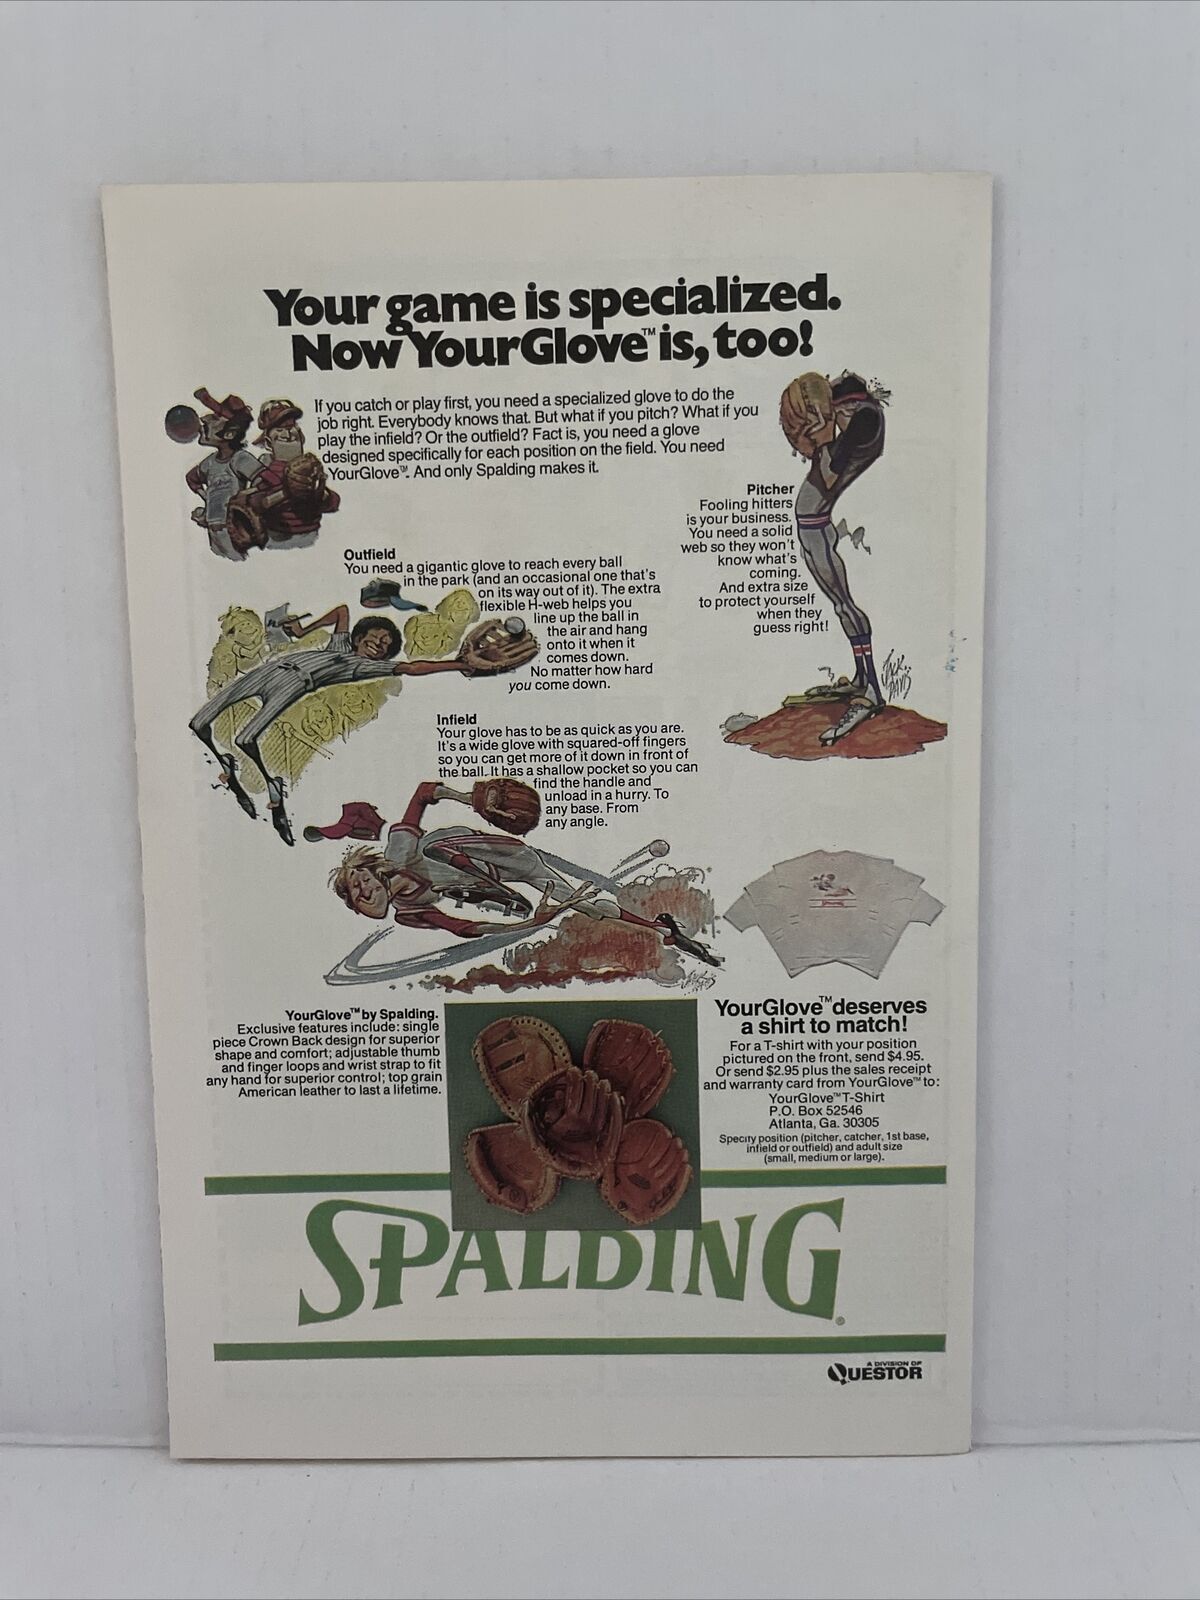 Your game is specialized.
Now YourGlove™ is, too!
If you catch or play first, you need a specialized glove to do the
job right. Everybody knows that. But what if you pitch? What if you
play the infield? Or the outfield? Fact is, you need a glove
designed specifically for each position on the field. You need
YourGlove™. And only Spalding makes it.
Pitcher
Fooling hitters
is your business.
You need a solid
web so they won't
know what's
coming.
And extra size
to protect yourself
when they
guess right!
Outfield
You need a gigantic glove to reach every ball
in the park (and an occasional one that's
on its way out of it). The extra
flexible H-web helps you
line up the ball in
the air and hang
onto it when it
comes down.
No matter how hard
you come down.
JACK
DAVIS
Infield
Your glove has to be as quick as you are.
It's a wide glove with squared-off fingers
so you can get more of it down in front of
the ball. It has a shallow pocket so you can
find the handle and
unload in a hurry. To
any base. From
any angle.
YourGlove™ by Spalding.
Exclusive features include: single
piece Crown Back design for superior
shape and comfort; adjustable thumb
and finger loops and wrist strap to fit
any hand for superior control; top grain
American leather to last a lifetime.
YourGlove™ deserves
a shirt to match!
For a T-shirt with your position
pictured on the front, send $4.95.
Or send $2.95 plus the sales receipt
and warranty card from YourGlove™ to:
YourGlove™ T-Shirt
P.O. Box 52546
Atlanta, Ga. 30305
Specity position (pitcher, catcher, 1st base,
infield or outfield) and adult size
(small, medium or large).
SPALDING®
A DIVISION OF
QUESTOR